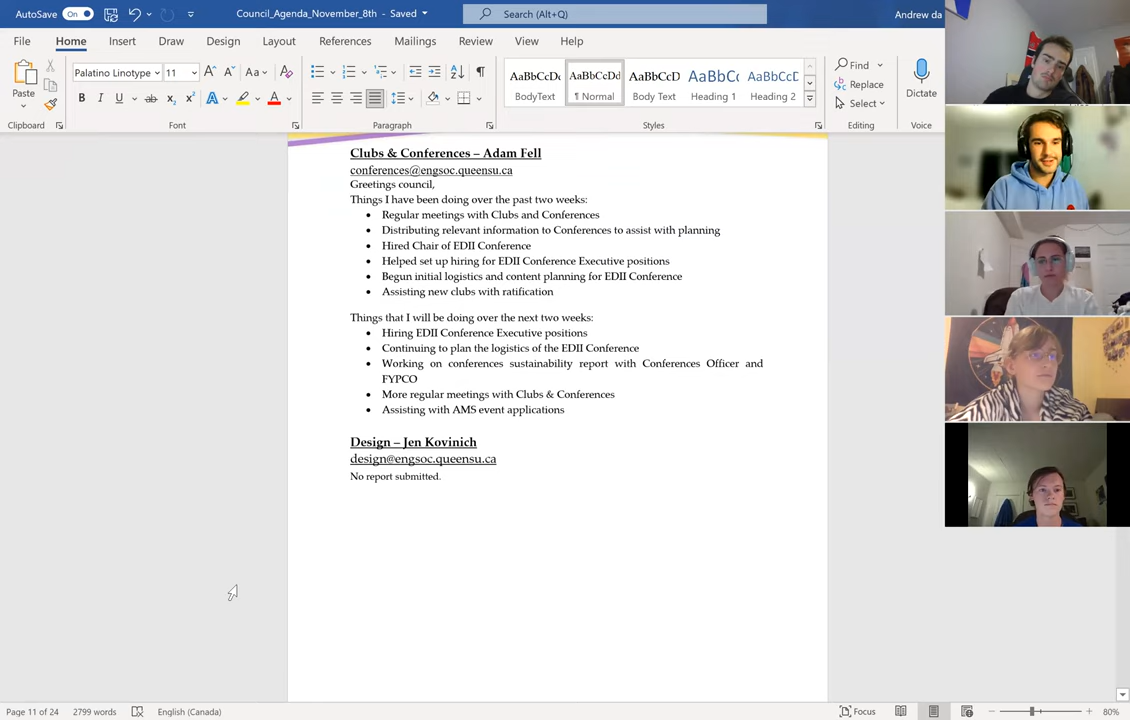 AutoSave On Council_Agenda_November_8th - Saved Search (Alt+Q) Andrew da
File Home Insert Draw Design Layout References Mailings Review View Help
Palatino Linotype 11 A A Aa A AaBbCcDc AaBbCcDd AaBbCcD AaBbCc AaBbCcD Find
Paste B I U ab x₂ x² A A BodyText ¶ Normal Body Text Heading 1 Heading 2 Replace Dictate
Select
Clipboard Font Paragraph Styles Editing Voice
Clubs & Conferences – Adam Fell
conferences@engsoc.queensu.ca
Greetings council,
Things I have been doing over the past two weeks:
• Regular meetings with Clubs and Conferences
• Distributing relevant information to Conferences to assist with planning
• Hired Chair of EDII Conference
• Helped set up hiring for EDII Conference Executive positions
• Begun initial logistics and content planning for EDII Conference
• Assisting new clubs with ratification
Things that I will be doing over the next two weeks:
• Hiring EDII Conference Executive positions
• Continuing to plan the logistics of the EDII Conference
• Working on conferences sustainability report with Conferences Officer and
FYPCO
• More regular meetings with Clubs & Conferences
• Assisting with AMS event applications
Design – Jen Kovinich
design@engsoc.queensu.ca
No report submitted.
Page 11 of 24 2799 words English (Canada) Focus 80%